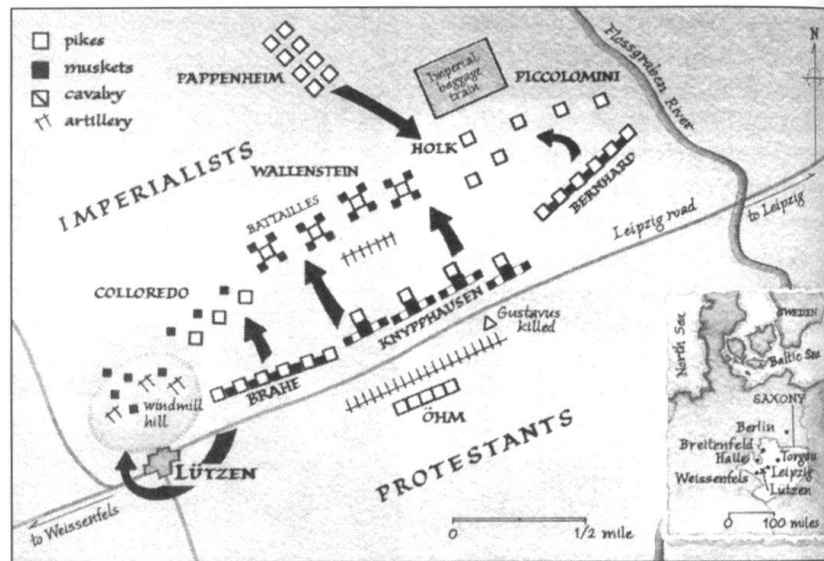 pikes
muskets
cavalry
artillery
PAPPENHEIM
Imperial
baggage
train
PICCOLOMINI
Flossgraben River
N
HOLK
IMPERIALISTS
WALLENSTEIN
BATTAILLES
BERNHARD
Leipzig road
to Leipzig
COLLOREDO
KNYPPHAUSEN
Gustavus
killed
BRAHE
windmill
hill
ÖHM
PROTESTANTS
LÜTZEN
to Weissenfels
0 1/2 mile
North Sea
SWEDEN
Baltic Sea
SAXONY
Berlin
Breitenfeld
Halle
Torgau
Weissenfels
Leipzig
Lützen
0 100 miles